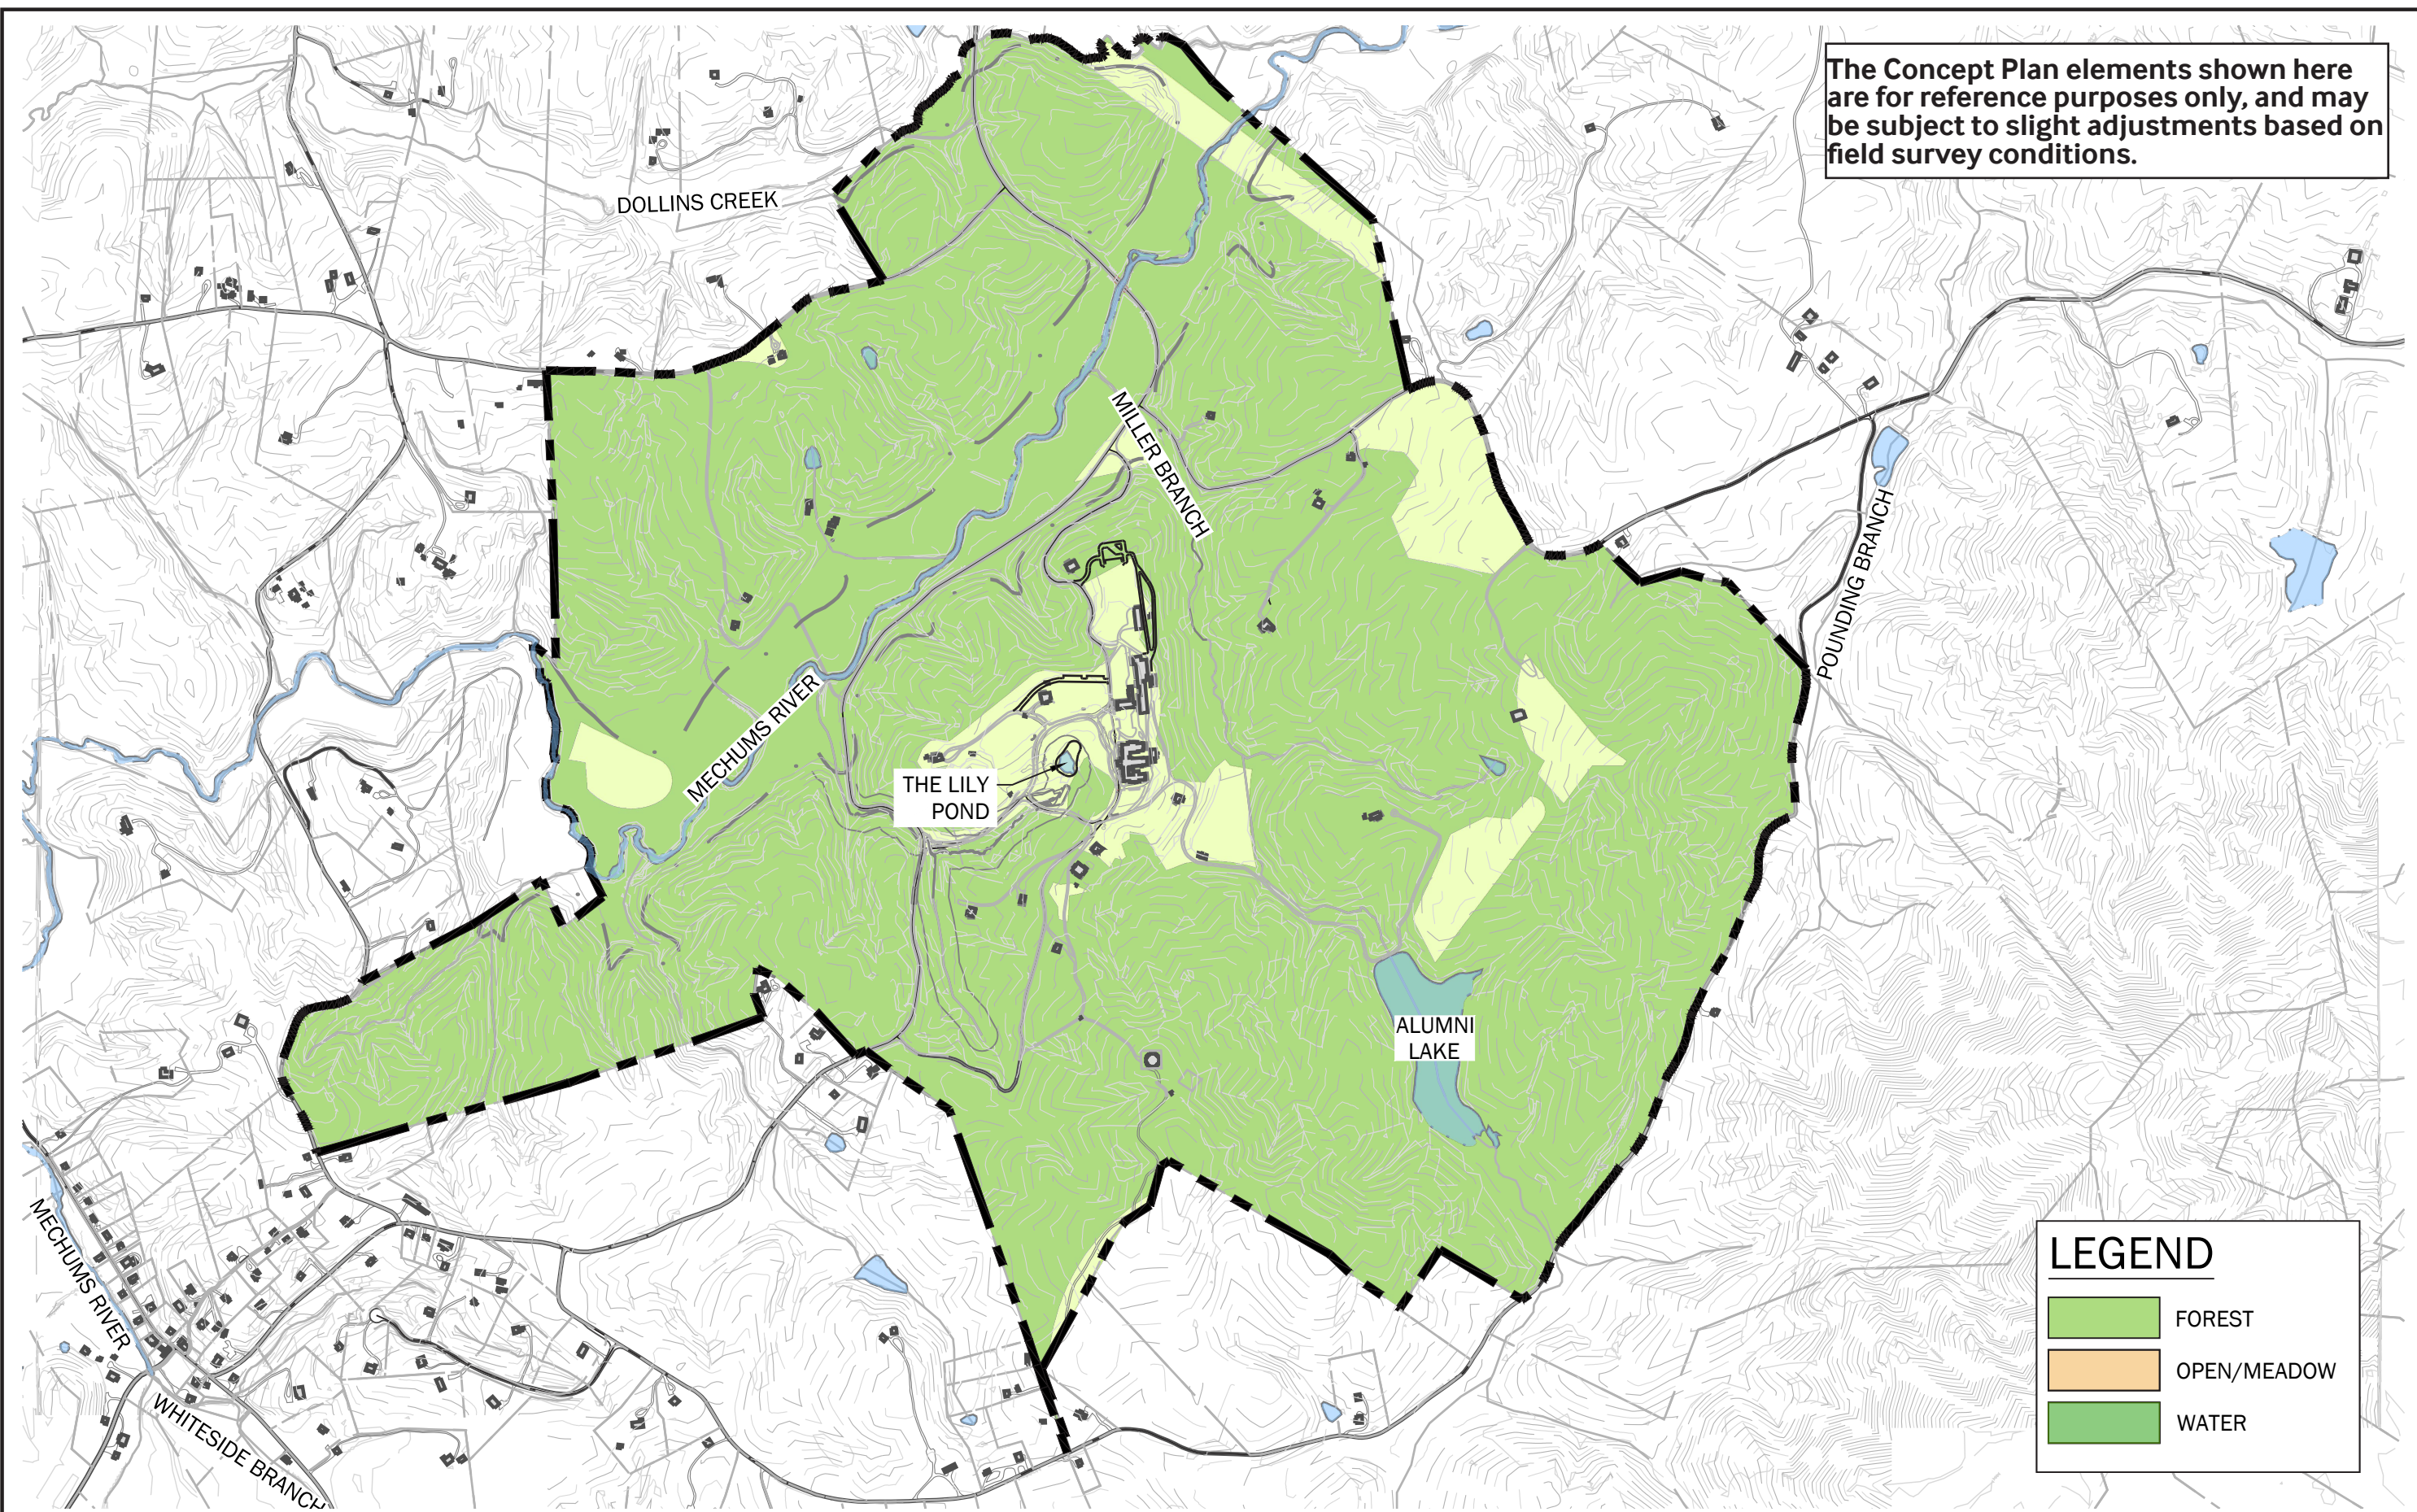 The Concept Plan elements shown here
are for reference purposes only, and may
be subject to slight adjustments based on
field survey conditions.
DOLLINS CREEK
MILLER BRANCH
POUNDING BRANCH
MECHUMS RIVER
THE LILY
POND
ALUMNI
LAKE
MECHUMS RIVER
WHITESIDE BRANCH
LEGEND
FOREST
OPEN/MEADOW
WATER